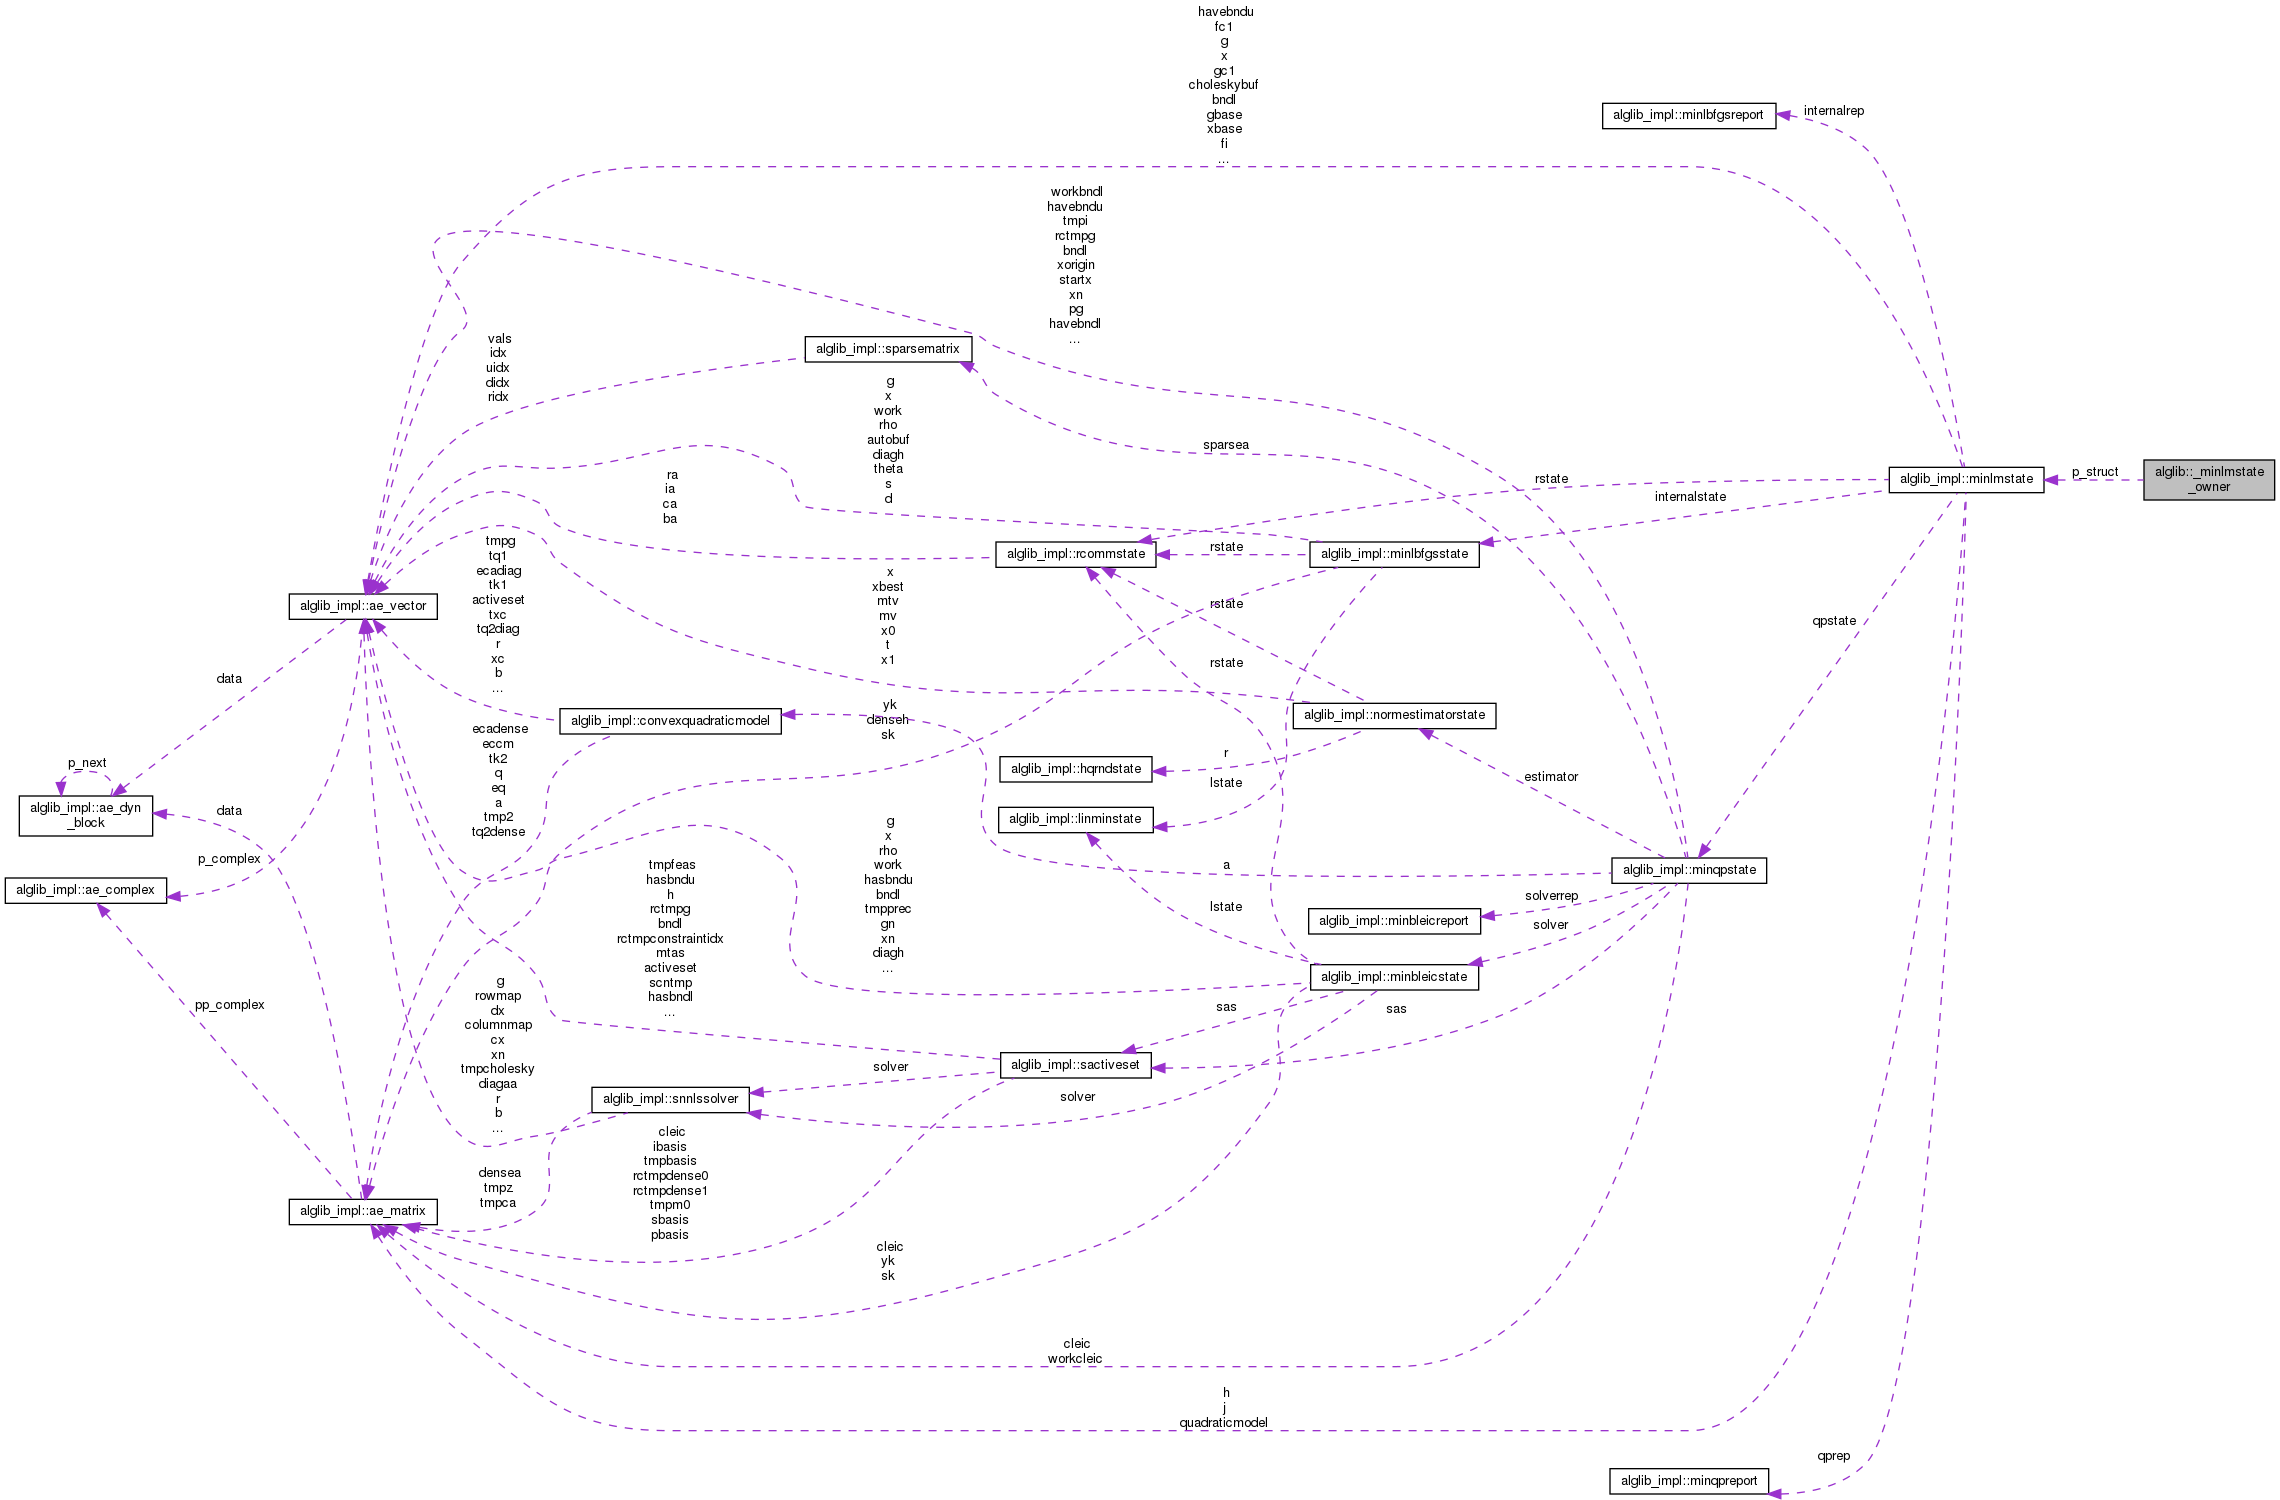 havebndu
fc1
g
x
gc1
choleskybuf
bndl
gbase
xbase
fi
...
alglib_impl::minlbfgsreport
internalrep
workbndl
havebndu
tmpi
rctmpg
bndl
xorigin
startx
xn
pg
havebndl
...
vals
idx
uidx
didx
ridx
alglib_impl::sparsematrix
g
x
work
rho
autobuf
diagh
theta
s
d
sparsea
ra
ia
ca
ba
rstate
internalstate
alglib_impl::minlmstate
p_struct
alglib::_minlmstate
_owner
tmpg
tq1
ecadiag
tk1
activeset
txc
tq2diag
r
xc
b
...
alglib_impl::rcommstate
rstate
alglib_impl::minlbfgsstate
x
xbest
mtv
mv
x0
t
x1
alglib_impl::ae_vector
rstate
qpstate
rstate
data
alglib_impl::convexquadraticmodel
yk
denseh
sk
alglib_impl::normestimatorstate
ecadense
eccm
tk2
q
eq
a
tmp2
tq2dense
p_next
alglib_impl::hqrndstate
r
lstate
estimator
alglib_impl::ae_dyn
_block
data
alglib_impl::linminstate
g
x
rho
work
hasbndu
bndl
tmpprec
gn
xn
diagh
...
p_complex
tmpfeas
hasbndu
h
rctmpg
bndl
rctmpconstraintidx
mtas
activeset
scntmp
hasbndl
...
a
alglib_impl::minqpstate
alglib_impl::ae_complex
lstate
solverrep
alglib_impl::minbleicreport
solver
alglib_impl::minbleicstate
g
rowmap
dx
columnmap
cx
xn
tmpcholesky
diagaa
r
b
...
pp_complex
sas
sas
alglib_impl::sactiveset
solver
alglib_impl::snnlssolver
solver
cleic
ibasis
tmpbasis
rctmpdense0
rctmpdense1
tmpm0
sbasis
pbasis
densea
tmpz
tmpca
alglib_impl::ae_matrix
cleic
yk
sk
cleic
workcleic
h
j
quadraticmodel
qprep
alglib_impl::minqpreport